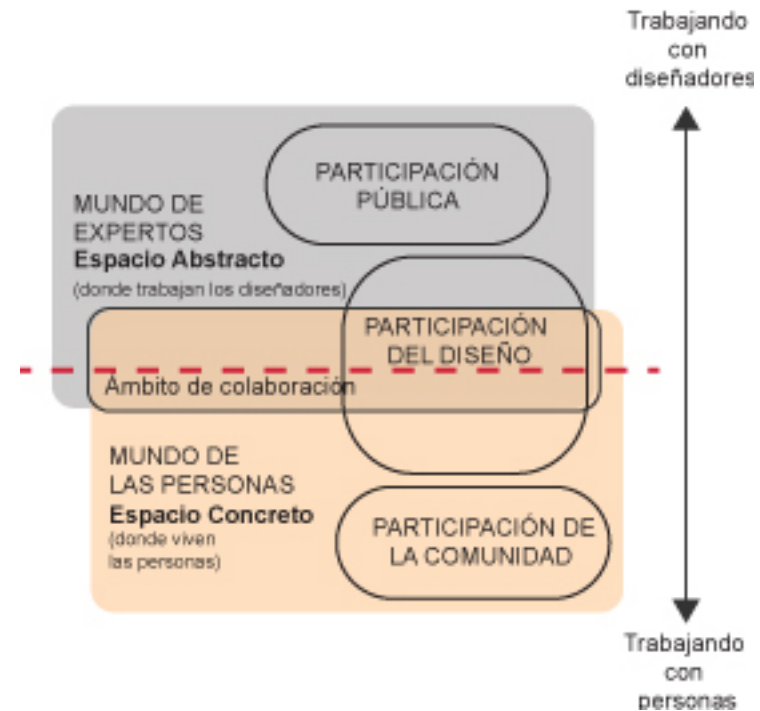 Trabajando
con
diseñadores
PARTICIPACIÓN
PÚBLICA
MUNDO DE
EXPERTOS
Espacio Abstracto
(donde trabajan los diseñadores)
PARTICIPACIÓN
DEL DISEÑO
Ámbito de colaboración
MUNDO DE
LAS PERSONAS
Espacio Concreto
(donde viven
las personas)
PARTICIPACIÓN DE
LA COMUNIDAD
Trabajando
con
personas